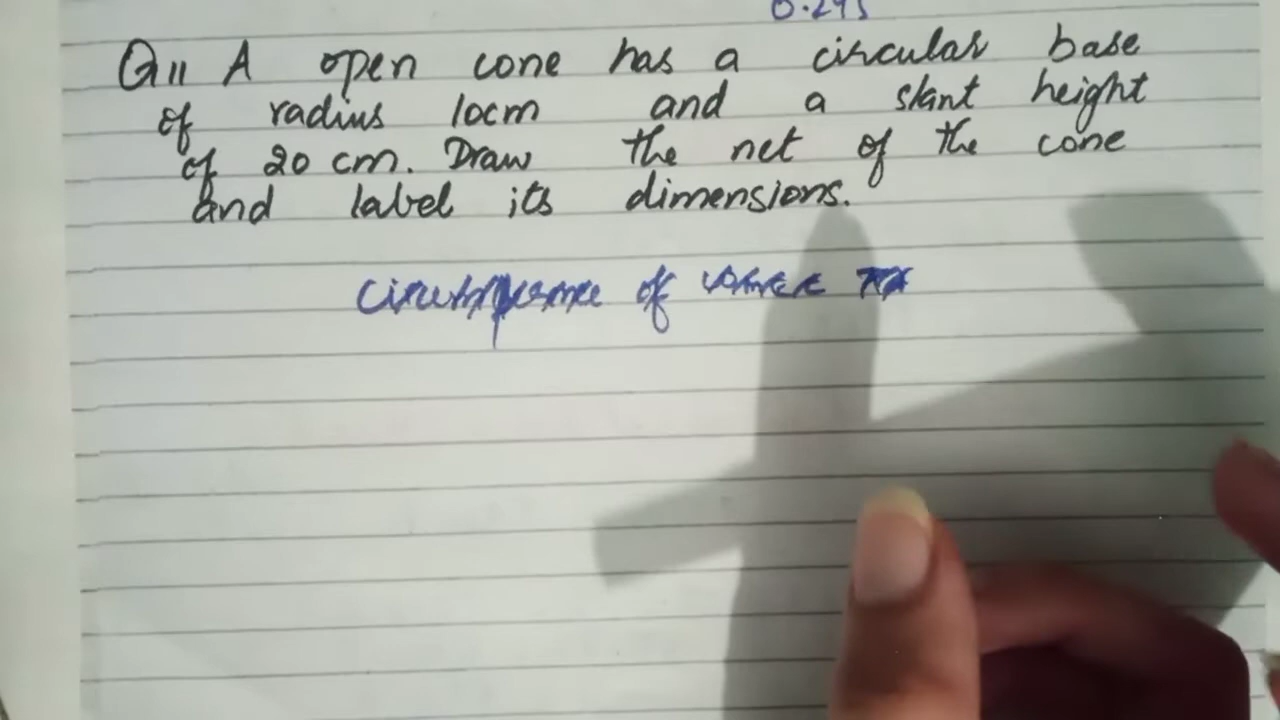 Q11 A open cone has a circular base
of radius 10cm and a slant height
of 20 cm. Draw the net of the cone
and label its dimensions.
of